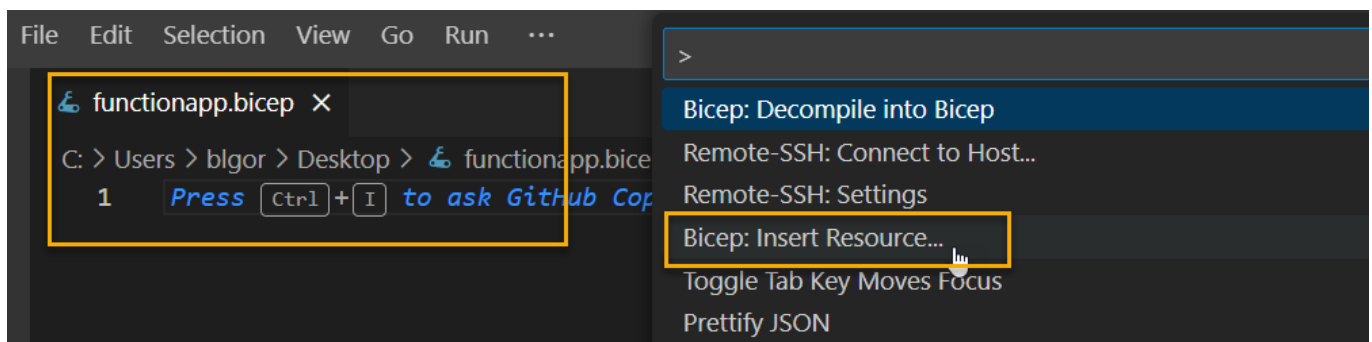 File Edit Selection View Go Run ...
functionapp.bicep ×
C: > Users > blgor > Desktop > functionapp.bice
1 Press Ctrl+I to ask GitHub Cop
>
Bicep: Decompile into Bicep
Remote-SSH: Connect to Host...
Remote-SSH: Settings
Bicep: Insert Resource...
Toggle Tab Key Moves Focus
Prettify JSON